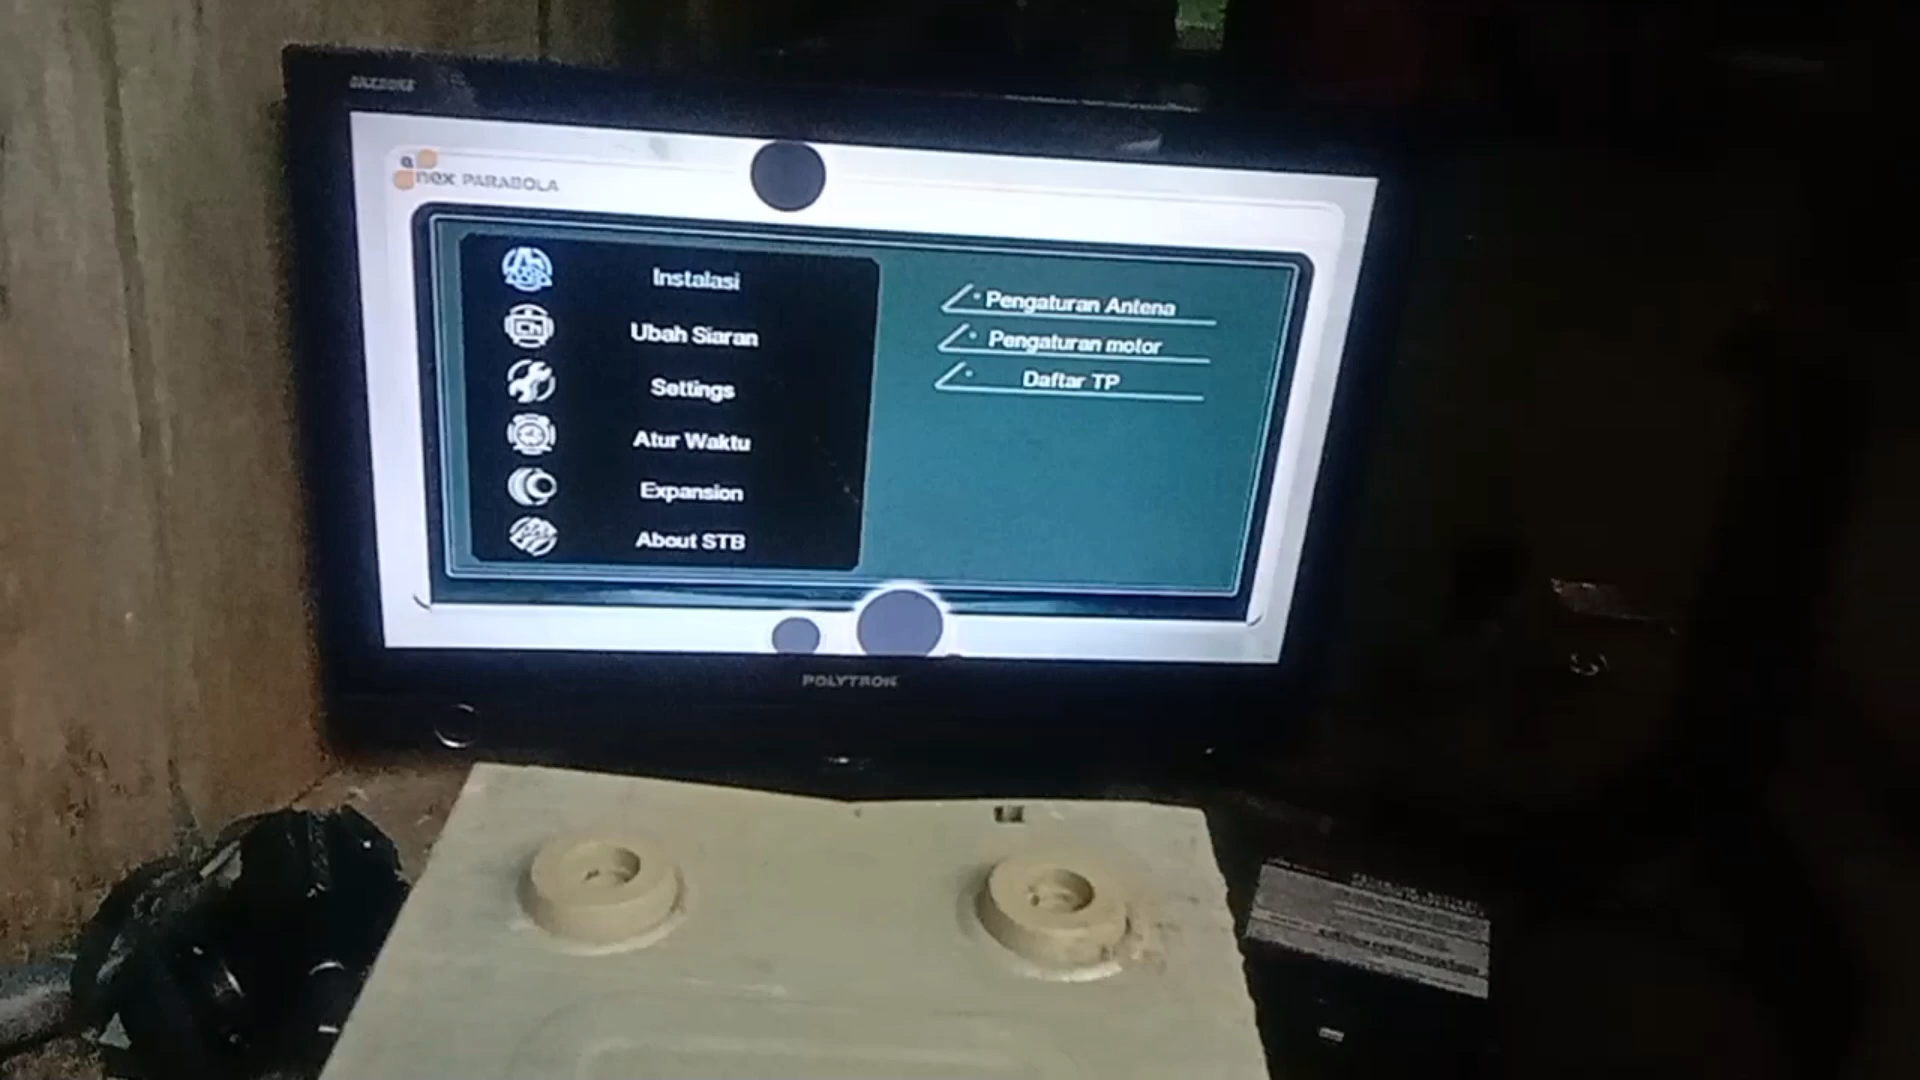 nex PARABOLA
Instalasi
Ubah Siaran
Settings
Atur Waktu
Expansion
About STB
Pengaturan Antena
Pengaturan motor
Daftar TP
POLYTRON